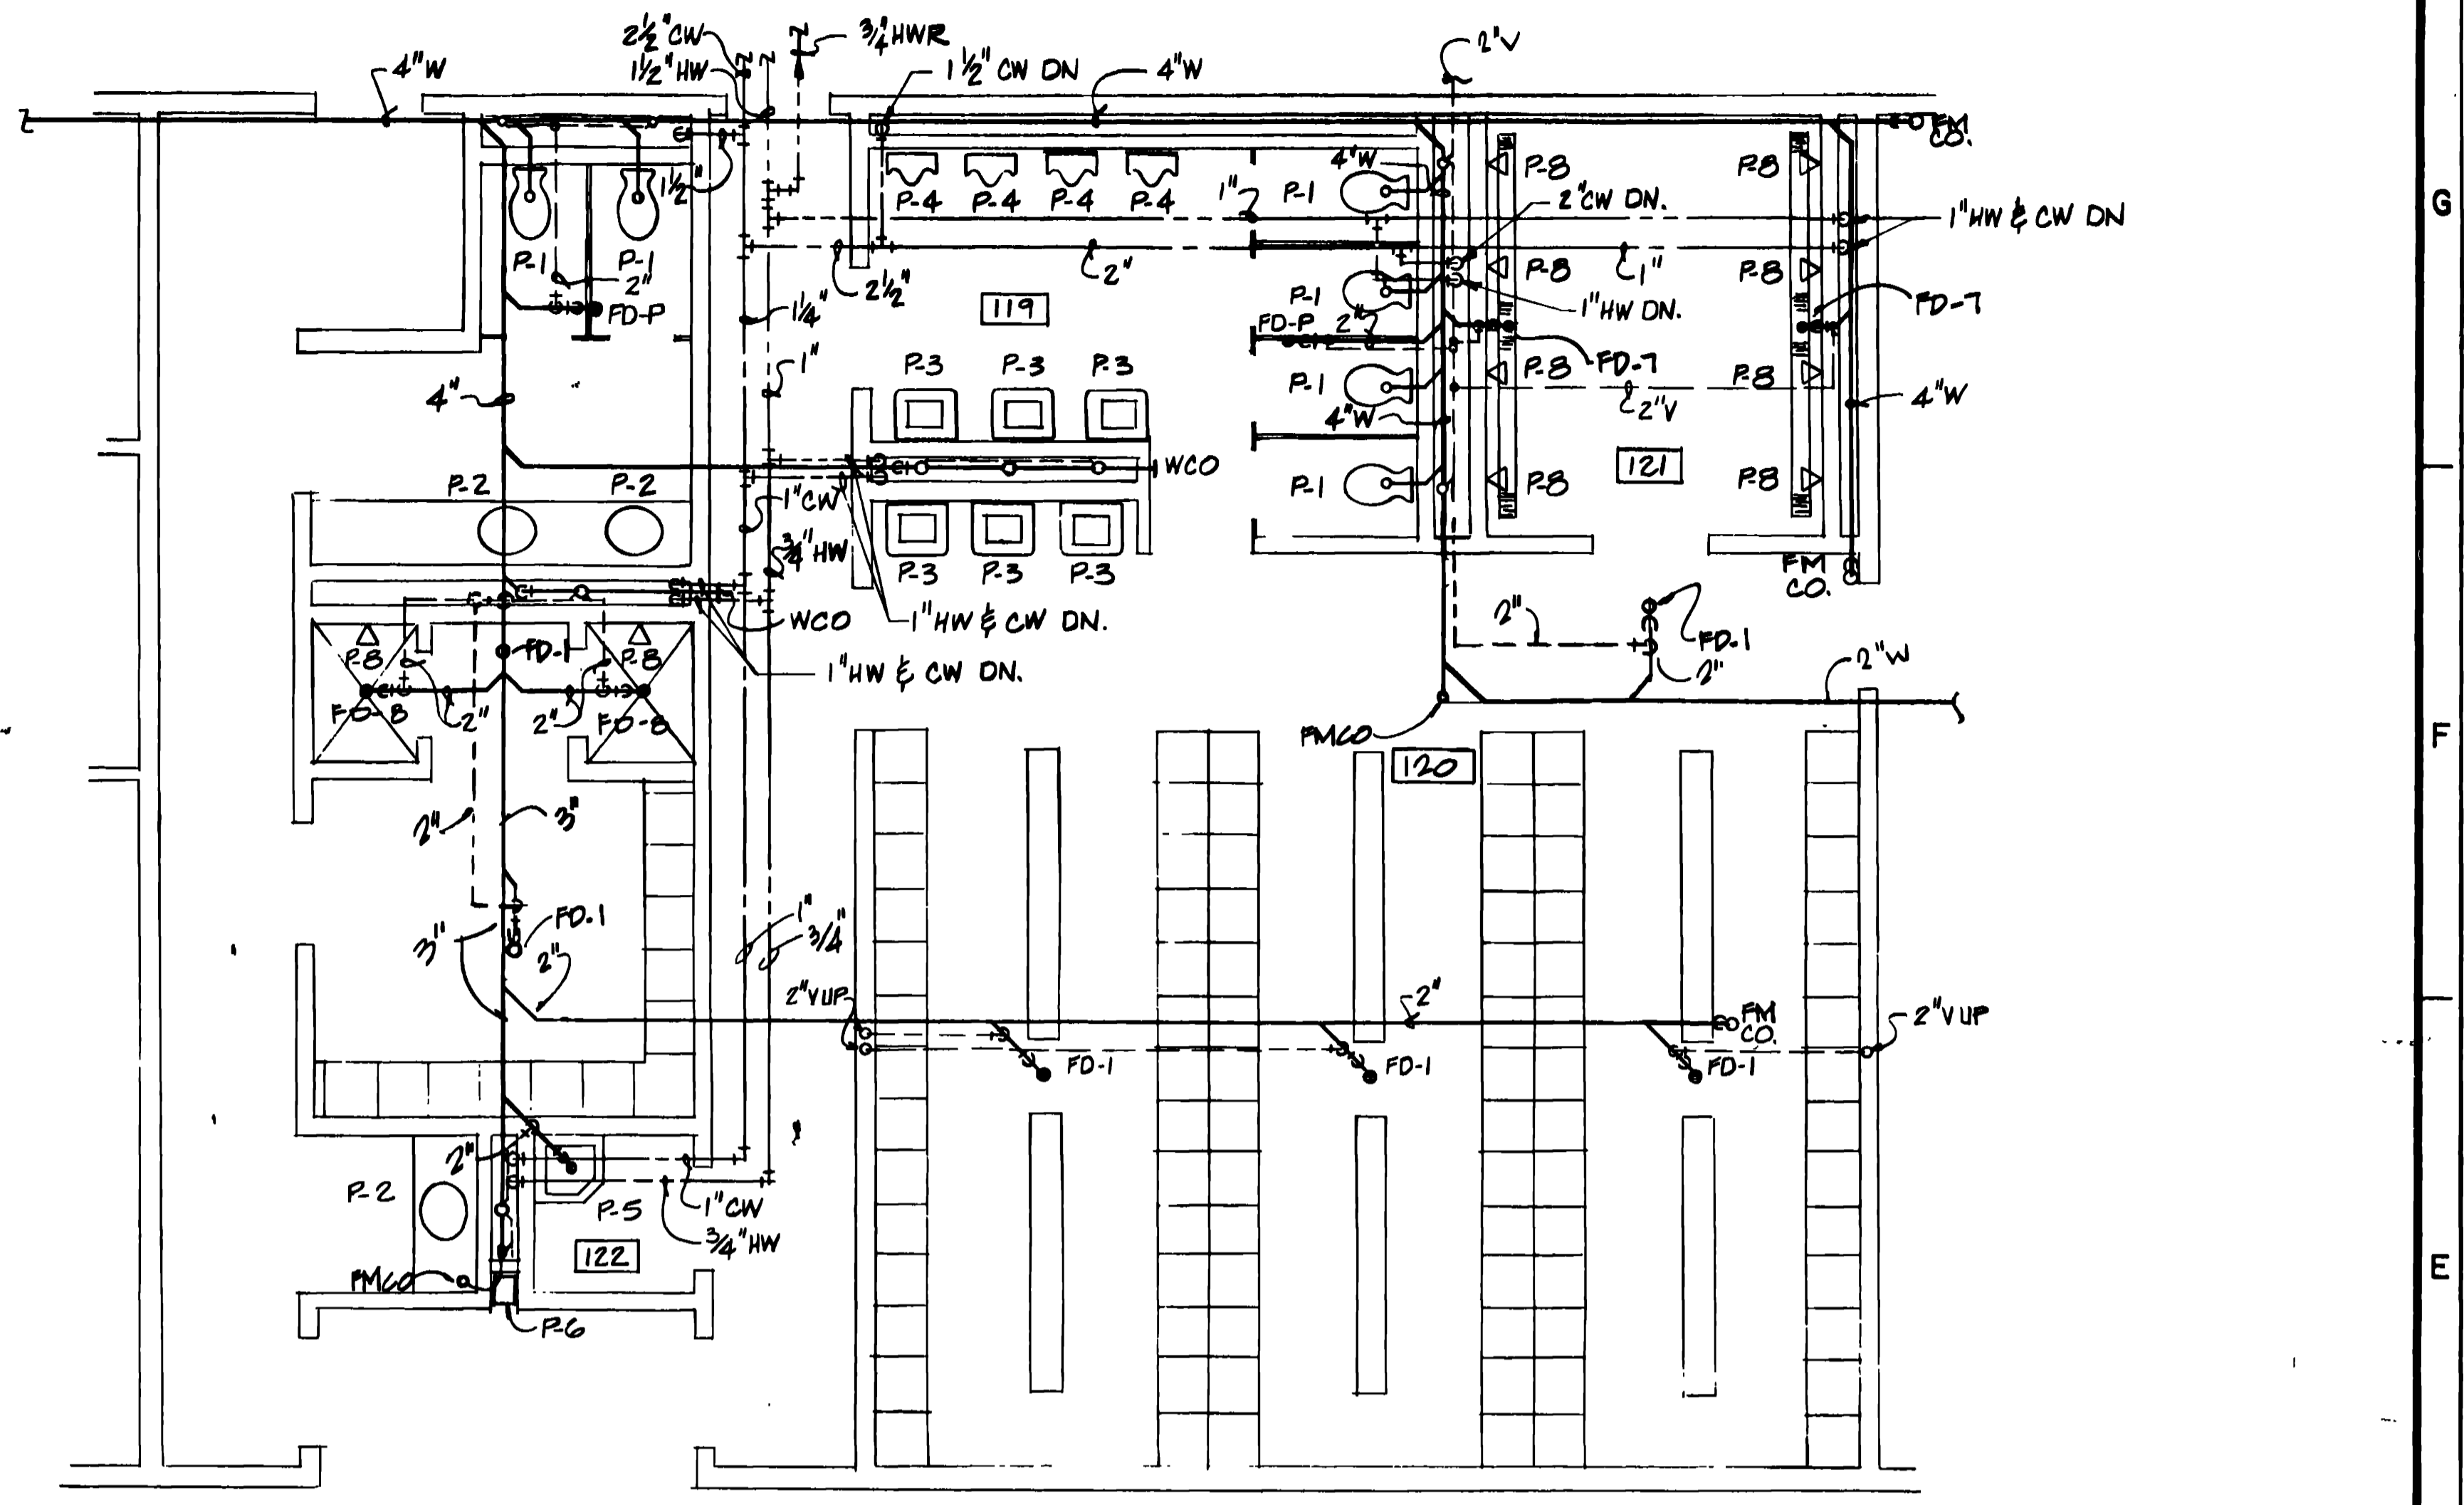 2½" CW
3/4" HWR
2" V
4" W
1½" HW
1½" CW DN
4" W
FM
CO.
1½"
4" W
P-4
P-4
P-4
P-4
1"
P-1
P-8
P-8
2" CW DN.
1" HW & CW DN
G
P-1
P-1
2"
2½"
2"
P-8
P-8
1"
FD-P
1¼"
119
P-1
1" HW DN.
FD-7
FD-P
2"
P-3
P-3
P-3
1"
P-1
FD-7
P-8
P-8
4"
4" W
2" V
4" W
WCO
121
P-2
P-2
1" CW
P-1
P-8
P-8
3/4" HW
P-3
P-3
P-3
FM
CO.
WCO
1" HW & CW DN.
2"
FD-1
P-8
FD-1
P-8
1" HW & CW DN.
2"
2" W
FD-8
2"
2"
FD-8
FMCO
120
F
2"
3"
FD-1
1"
3/4"
3"
2"
2" V UP
2"
FM
CO.
2" V UP
FD-1
FD-1
FD-1
2"
P-2
P-5
1" CW
3/4" HW
122
FMCO
E
P-6